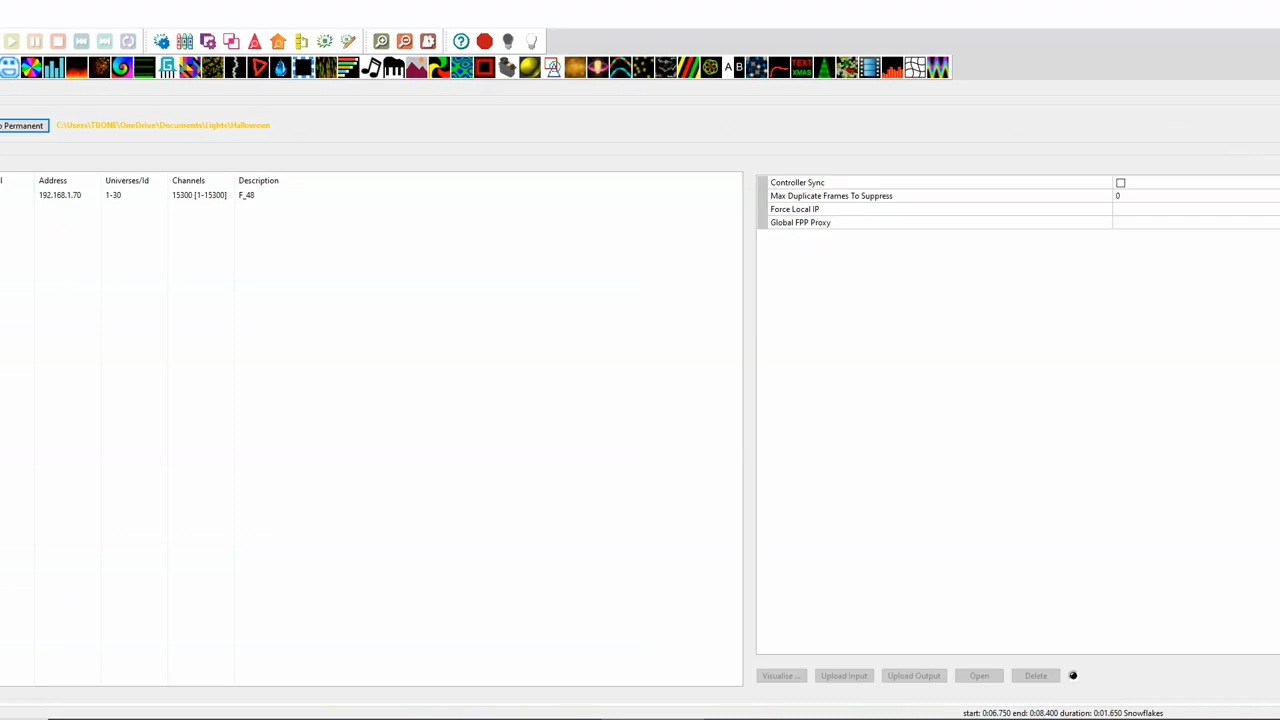 A B TEXT XMAS
o Permanent C:\Users\TBONE\OneDrive\Documents\Lights\Halloween
l Address Universes/Id Channels Description
192.168.1.70 1-30 15300 [1-15300] F_48
Controller Sync
Max Duplicate Frames To Suppress 0
Force Local IP
Global FPP Proxy
Visualise ... Upload Input Upload Output Open Delete
start: 0:06.750 end: 0:08.400 duration: 0:01.650 Snowflakes